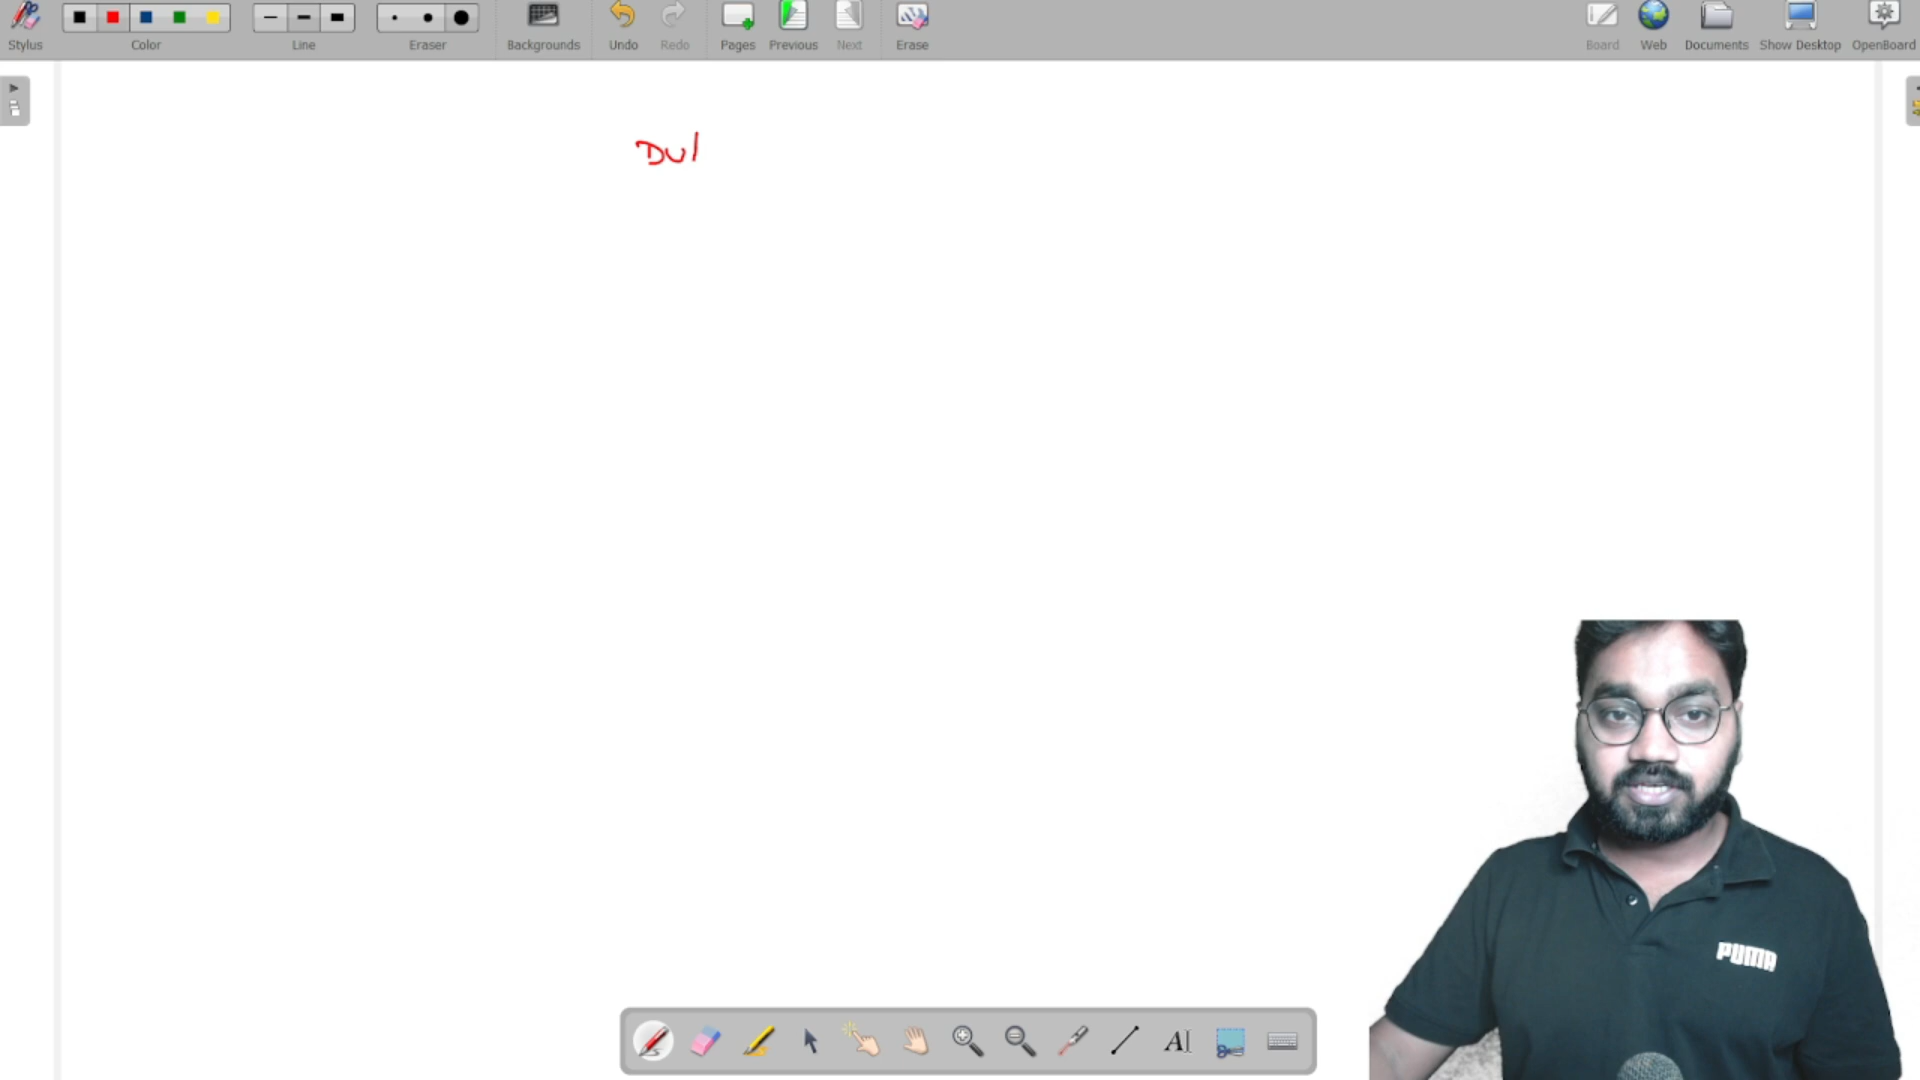 Stylus
Color
Line
Eraser
Backgrounds
Undo
Redo
Pages
Previous
Next
Erase
Board
Web
Documents
Show Desktop
OpenBoard
Dul
PUMA
AI